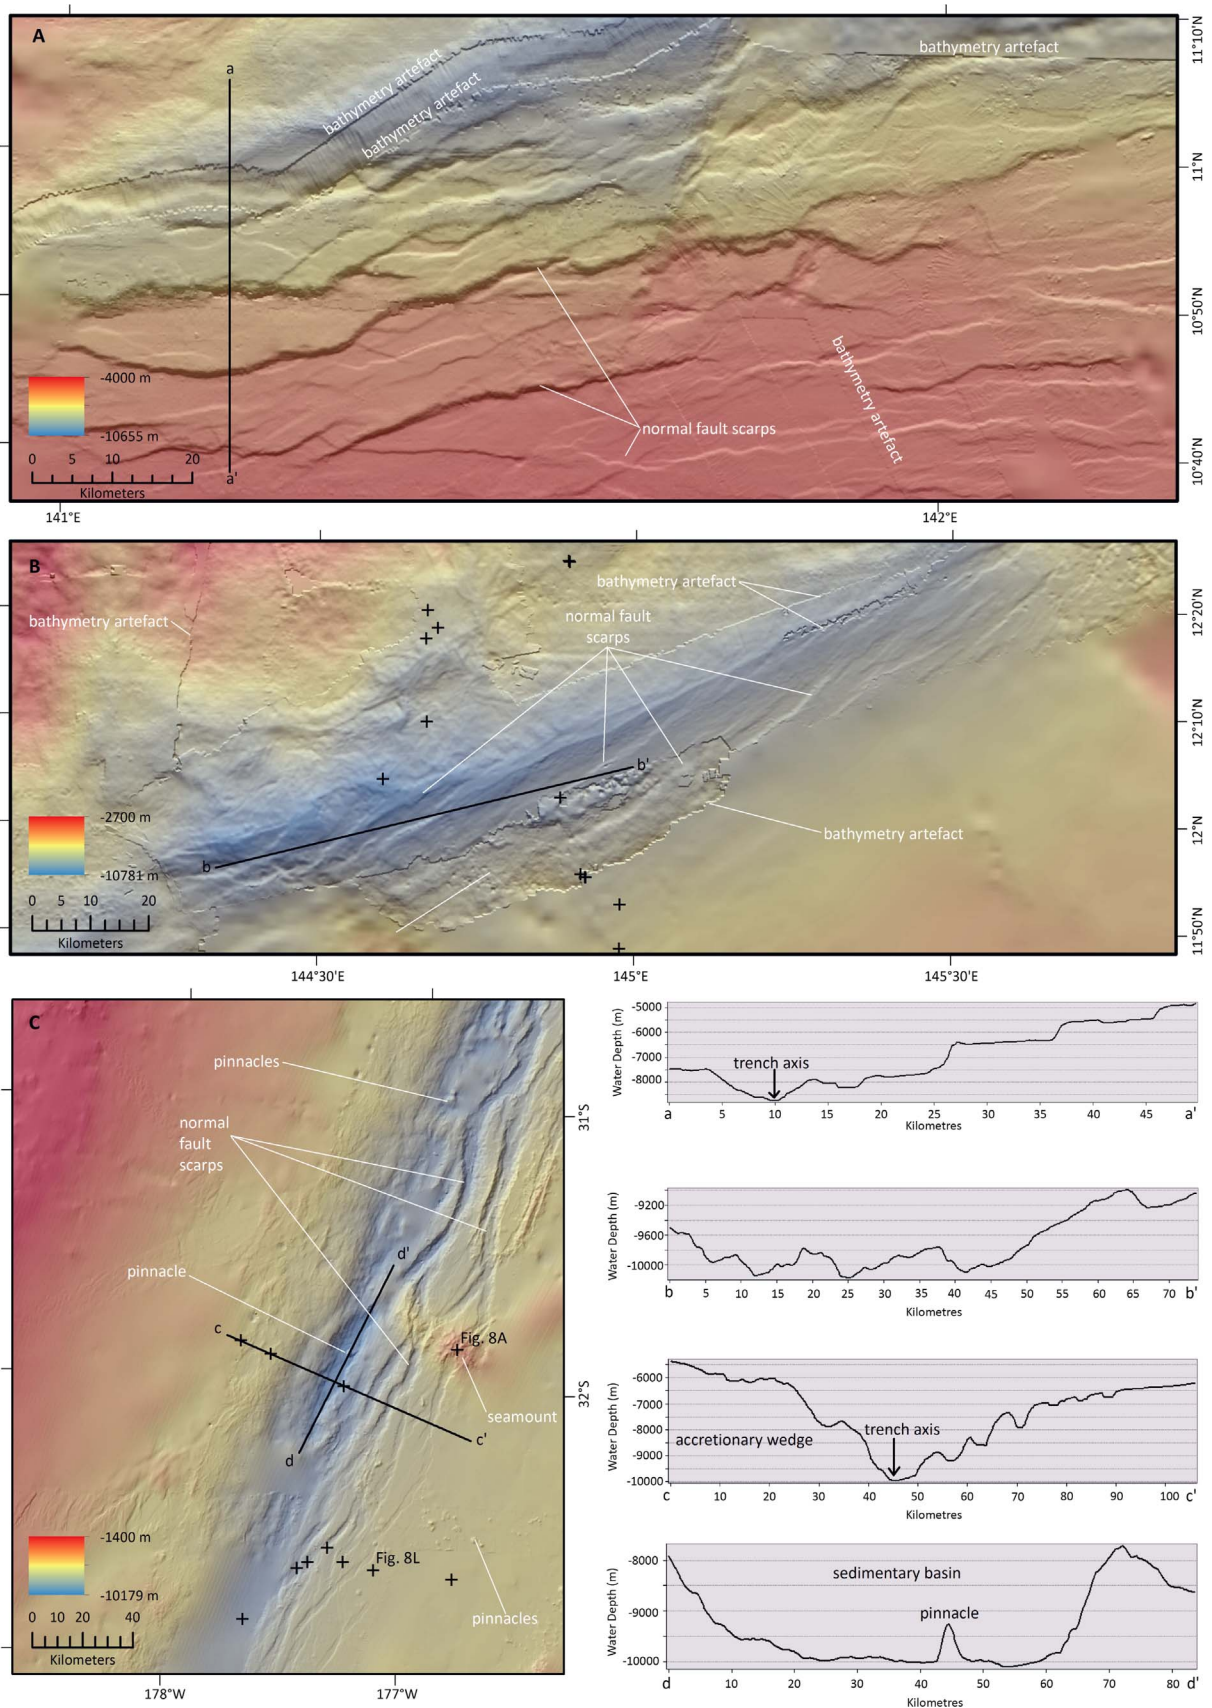 A
a
bathymetry artefact
bathymetry artefact
bathymetry artefact
11°10'N
11°N
10°50'N
10°40'N
bathymetry artefact
normal fault scarps
-4000 m
-10655 m
0 5 10 20
Kilometers
a'
141°E
142°E
B
bathymetry artefact
bathymetry artefact
normal fault
scarps
12°20'N
12°10'N
12°N
11°50'N
b'
b
bathymetry artefact
-2700 m
-10781 m
0 5 10 20
Kilometers
144°30'E
145°E
145°30'E
C
pinnacles
normal
fault
scarps
31°S
d'
pinnacle
c
Fig. 8A
32°S
seamount
c'
d
Fig. 8L
pinnacles
-1400 m
-10179 m
0 10 20 40
Kilometers
178°W
177°W
Water Depth (m)
-5000
-6000
-7000
-8000
trench axis
a 5 10 15 20 25 30 35 40 45 a'
Kilometres
Water Depth (m)
-9200
-9600
-10000
b 5 10 15 20 25 30 35 40 45 50 55 60 65 70 b'
Kilometres
Water Depth (m)
-6000
-7000
-8000
-9000
-10000
trench axis
accretionary wedge
c 10 20 30 40 50 60 70 80 90 100 c'
Kilometres
Water Depth (m)
-8000
-9000
-10000
sedimentary basin
pinnacle
d 10 20 30 40 50 60 70 80 d'
Kilometres